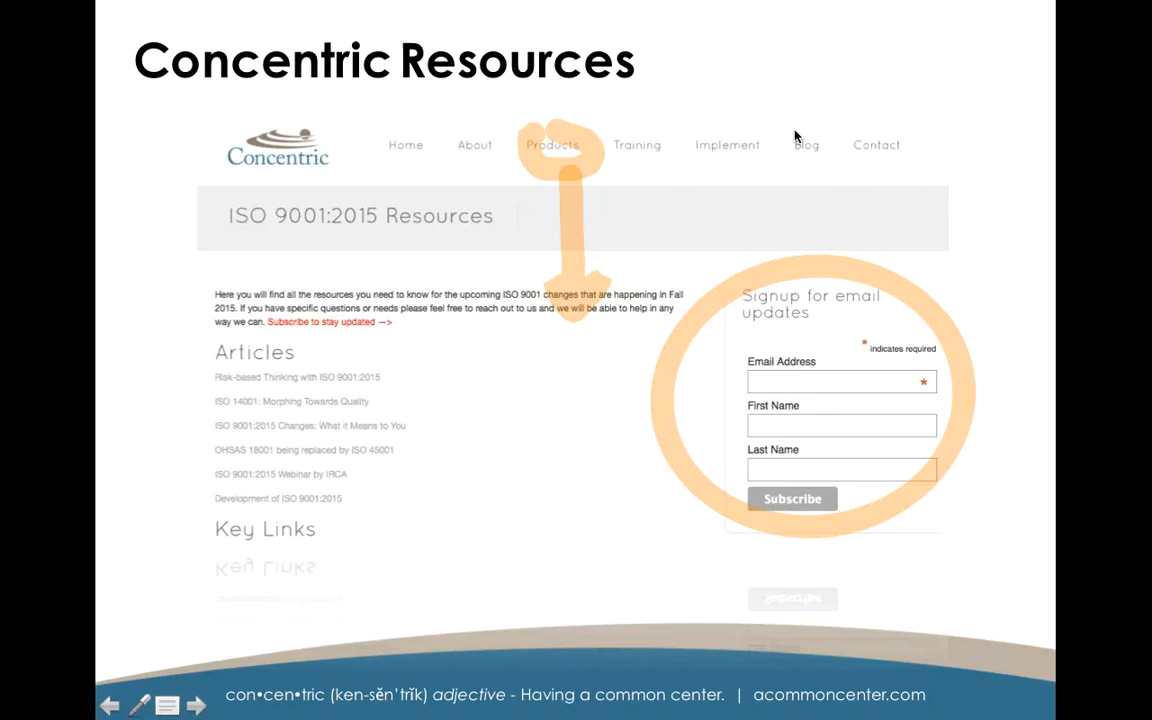 Concentric Resources
Concentric
Home About Products Training Implement Blog Contact
ISO 9001:2015 Resources
Here you will find all the resources you need to know for the upcoming ISO 9001 changes that are happening in Fall
2015. If you have specific questions or needs please feel free to reach out to us and we will be able to help in any
way we can. Subscribe to stay updated —>
Articles
Risk-based Thinking with ISO 9001:2015
ISO 14001: Morphing Towards Quality
ISO 9001:2015 Changes: What it Means to You
OHSAS 18001 being replaced by ISO 45001
ISO 9001:2015 Webinar by IRCA
Development of ISO 9001:2015
Key Links
Signup for email
updates
* indicates required
Email Address
*
First Name
Last Name
Subscribe
con•cen•tric (ken-sĕn'trĭk) adjective - Having a common center. | acommoncenter.com